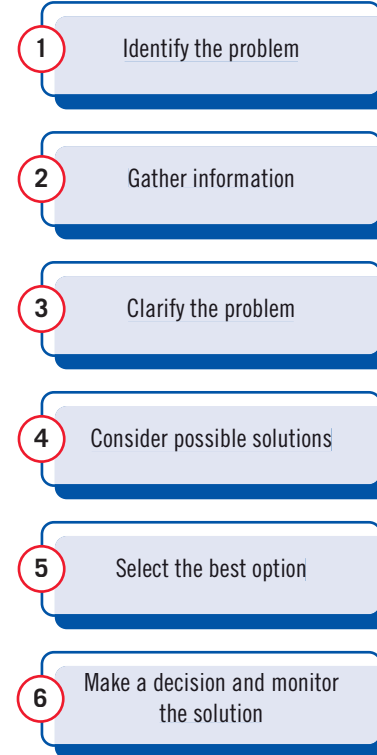 1 Identify the problem
2 Gather information
3 Clarify the problem
4 Consider possible solutions
5 Select the best option
6 Make a decision and monitor
the solution